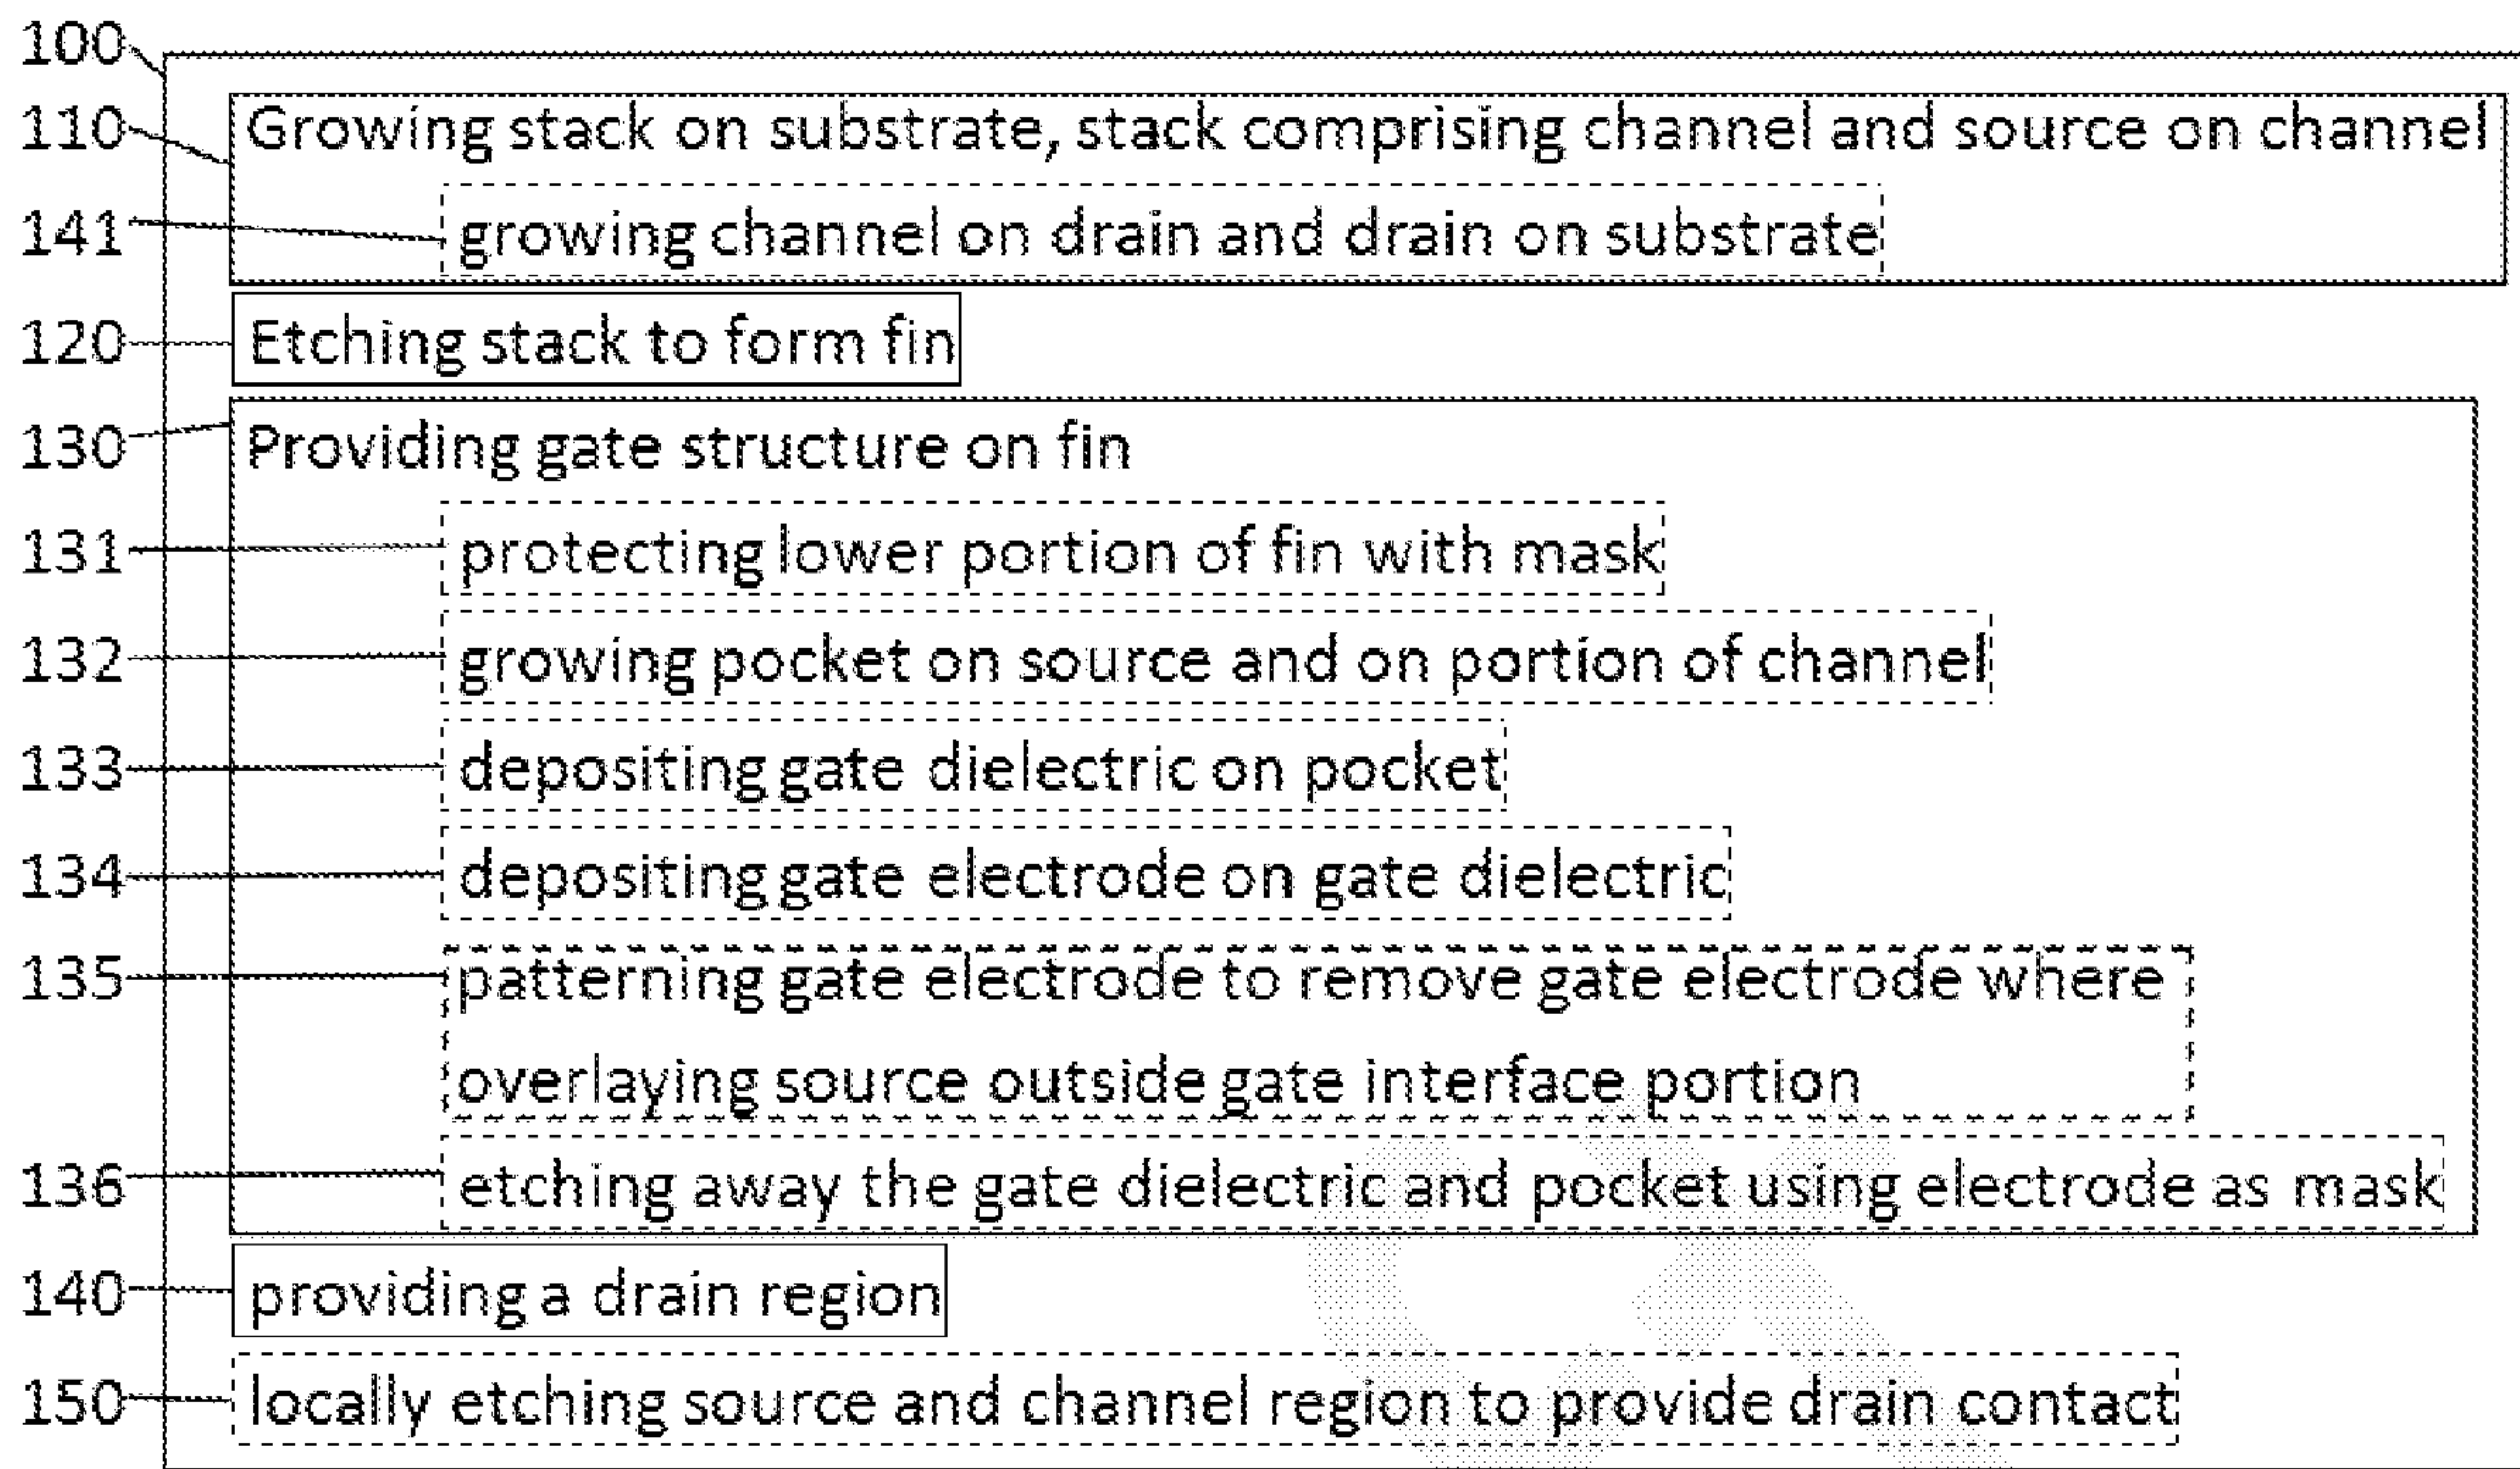 100
110 Growing stack on substrate, stack comprising channel and source on channel
141 growing channel on drain and drain on substrate
120 Etching stack to form fin
130 Providing gate structure on fin
131 protecting lower portion of fin with mask
132 growing pocket on source and on portion of channel
133 depositing gate dielectric on pocket
134 depositing gate electrode on gate dielectric
135 patterning gate electrode to remove gate electrode where
overlaying source outside gate interface portion
136 etching away the gate dielectric and pocket using electrode as mask
140 providing a drain region
150 locally etching source and channel region to provide drain contact